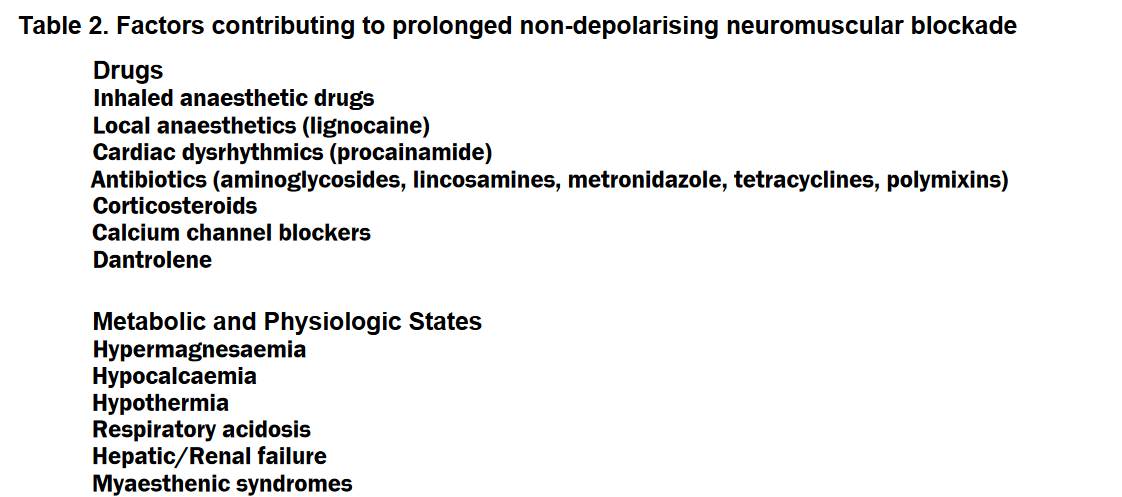 Table 2. Factors contributing to prolonged non-depolarising neuromuscular blockade
Drugs
Inhaled anaesthetic drugs
Local anaesthetics (lignocaine)
Cardiac dysrhythmics (procainamide)
Antibiotics (aminoglycosides, lincosamines, metronidazole, tetracyclines, polymixins)
Corticosteroids
Calcium channel blockers
Dantrolene
Metabolic and Physiologic States
Hypermagnesaemia
Hypocalcaemia
Hypothermia
Respiratory acidosis
Hepatic/Renal failure
Myaesthenic syndromes